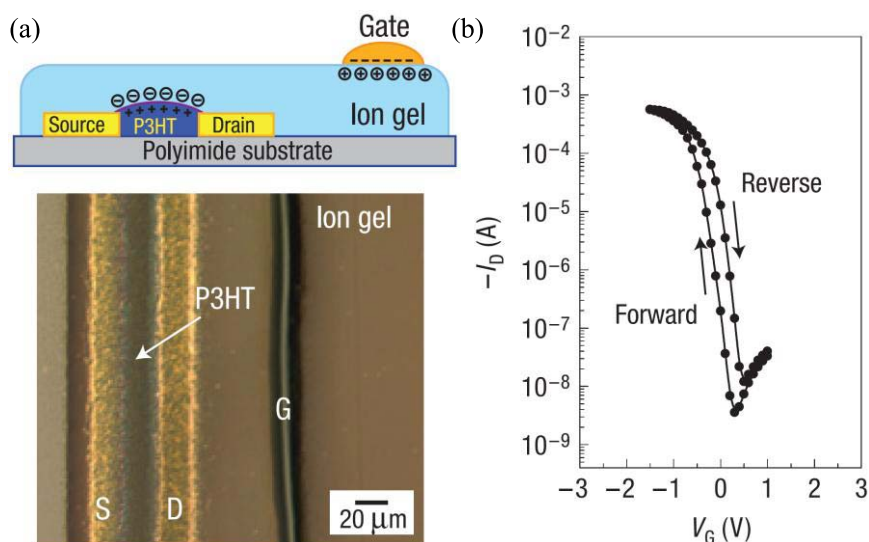 (a)
Gate
Ion gel
Source
P3HT
Drain
Polyimide substrate
Ion gel
P3HT
G
S
D
20 μm
(b)
10⁻²
10⁻³
10⁻⁴
10⁻⁵
10⁻⁶
10⁻⁷
10⁻⁸
10⁻⁹
−I_D (A)
Reverse
Forward
−3 −2 −1 0 1 2 3
V_G (V)